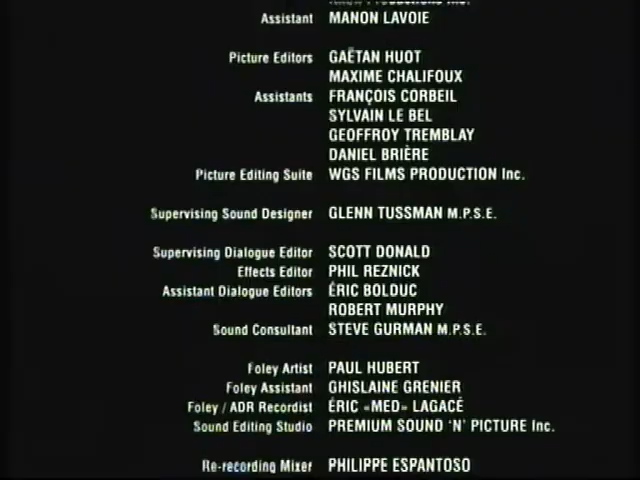 Assistant MANON LAVOIE
Picture Editors GAËTAN HUOT
MAXIME CHALIFOUX
Assistants FRANÇOIS CORBEIL
SYLVAIN LE BEL
GEOFFROY TREMBLAY
DANIEL BRIÈRE
Picture Editing Suite WGS FILMS PRODUCTION Inc.
Supervising Sound Designer GLENN TUSSMAN M.P.S.E.
Supervising Dialogue Editor SCOTT DONALD
Effects Editor PHIL REZNICK
Assistant Dialogue Editors ÉRIC BOLDUC
ROBERT MURPHY
Sound Consultant STEVE GURMAN M.P.S.E.
Foley Artist PAUL HUBERT
Foley Assistant GHISLAINE GRENIER
Foley / ADR Recordist ÉRIC «MED» LAGACÉ
Sound Editing Studio PREMIUM SOUND ‘N’ PICTURE Inc.
Re-recording Mixer PHILIPPE ESPANTOSO